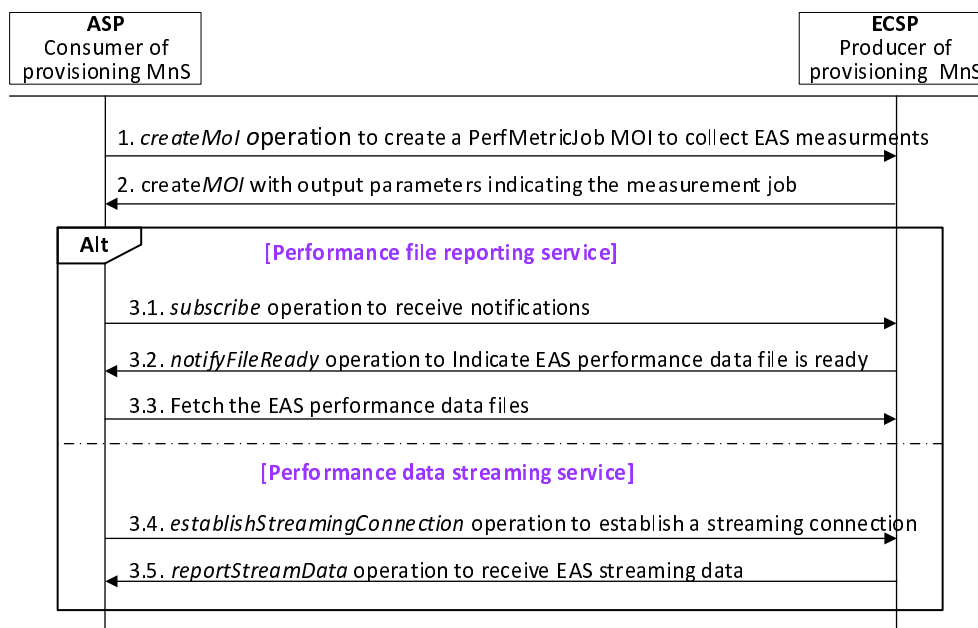 ASP
Consumer of
provisioning MnS
ECSP
Producer of
provisioning MnS
1. createMoI operation to create a PerfMetricJob MOI to collect EAS measurments
2. createMOI with output parameters indicating the measurement job
Alt
[Performance file reporting service]
3.1. subscribe operation to receive notifications
3.2. notifyFileReady operation to Indicate EAS performance data file is ready
3.3. Fetch the EAS performance data files
[Performance data streaming service]
3.4. establishStreamingConnection operation to establish a streaming connection
3.5. reportStreamData operation to receive EAS streaming data